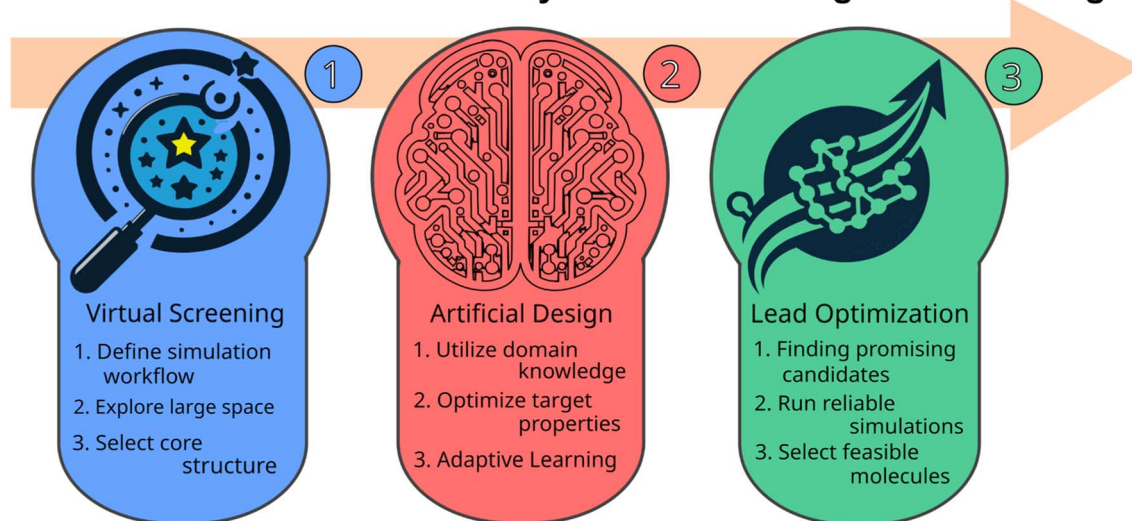 1
2
3
Virtual Screening
1. Define simulation
workflow
2. Explore large space
3. Select core
structure
Artificial Design
1. Utilize domain
knowledge
2. Optimize target
properties
3. Adaptive Learning
Lead Optimization
1. Finding promising
candidates
2. Run reliable
simulations
3. Select feasible
molecules